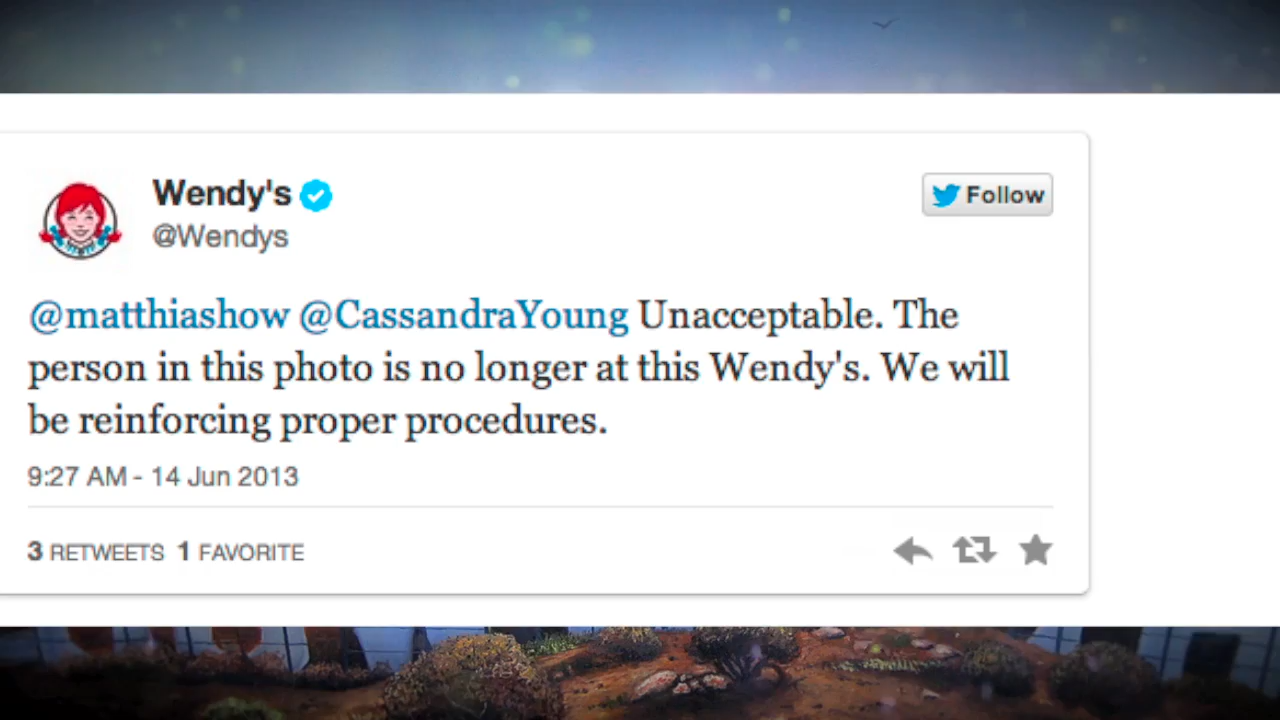 Wendy's
@Wendys
Follow
@matthiashow @CassandraYoung Unacceptable. The
person in this photo is no longer at this Wendy's. We will
be reinforcing proper procedures.
9:27 AM - 14 Jun 2013
3 RETWEETS 1 FAVORITE